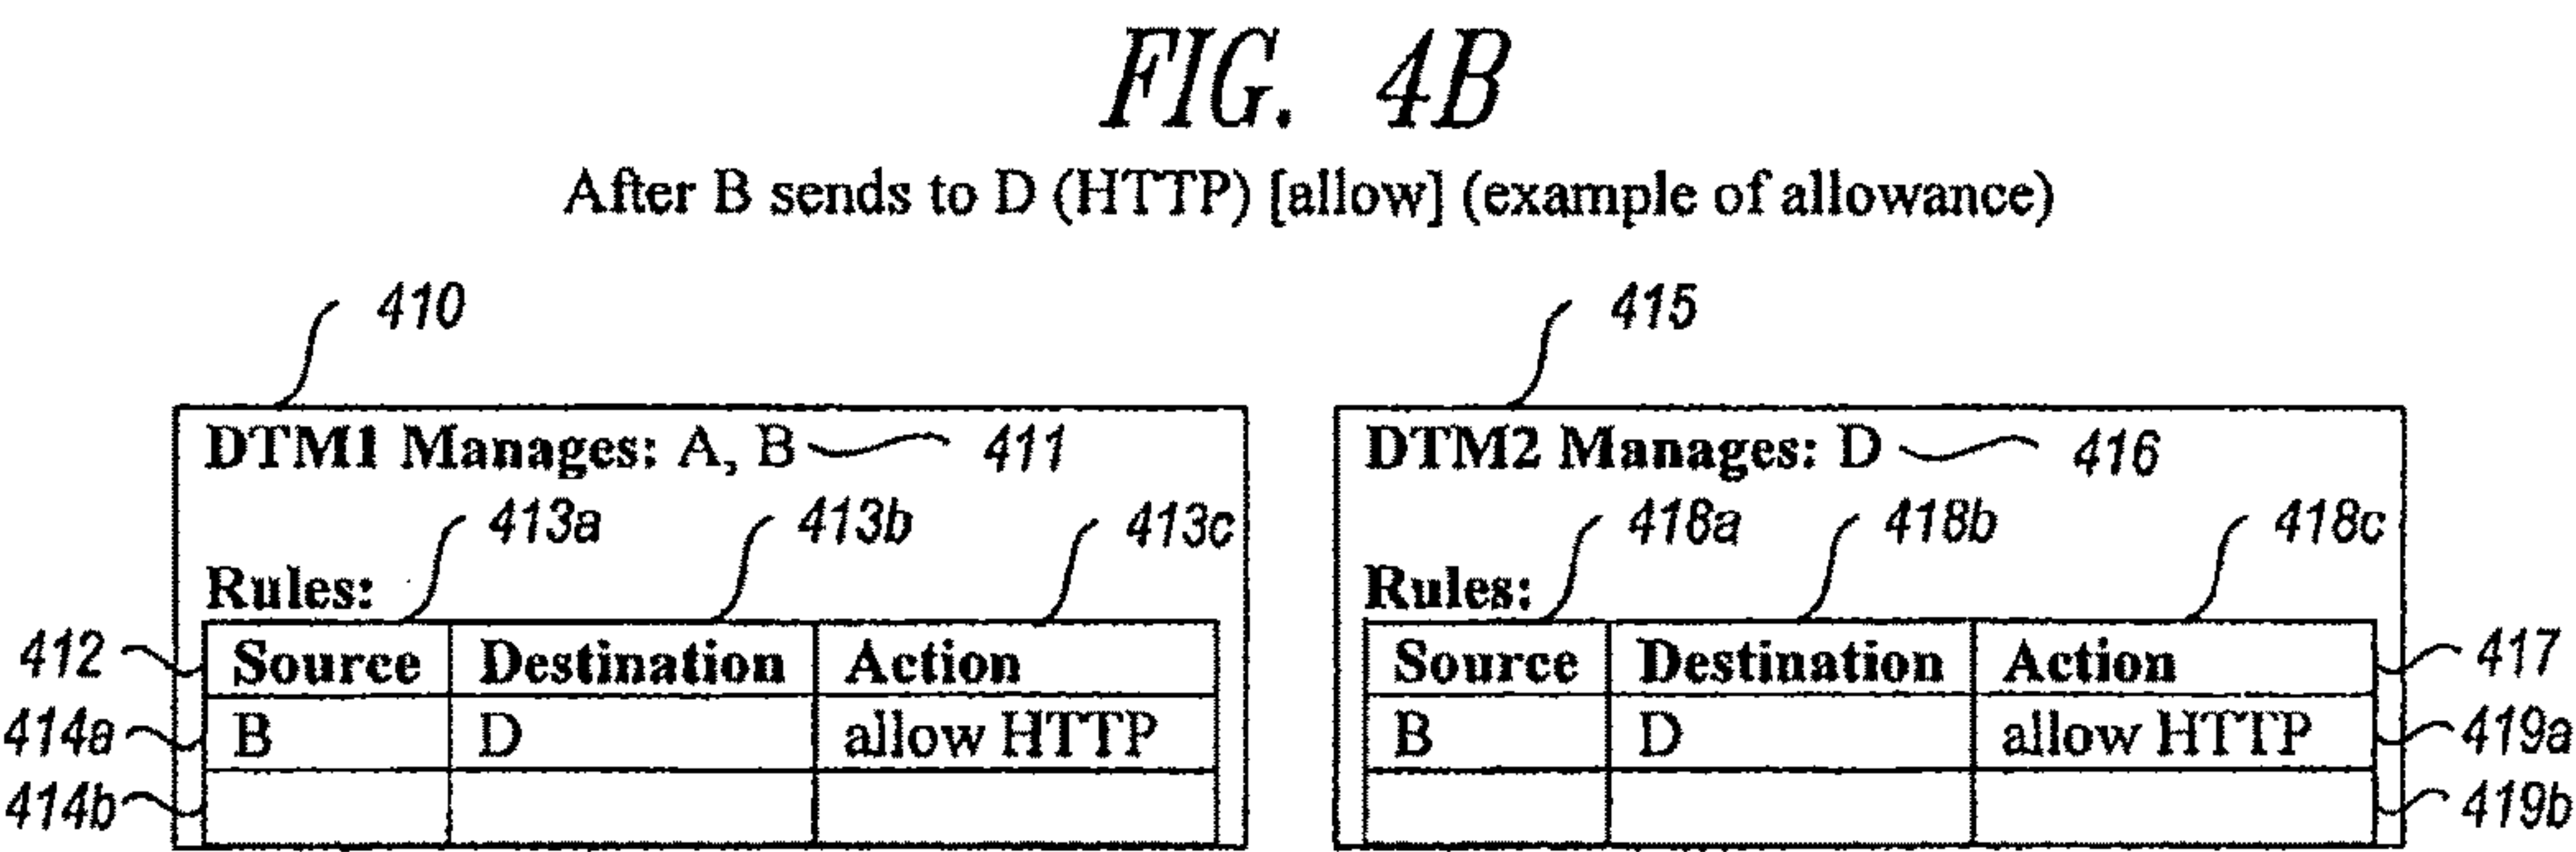 FIG. 4B
After B sends to D (HTTP) [allow] (example of allowance)
410
415
DTM1 Manages: A, B 411
DTM2 Manages: D 416
413a 413b 413c
418a 418b 418c
Rules:
Rules:
412 Source Destination Action
Source Destination Action 417
414a B D allow HTTP
B D allow HTTP 419a
414b
419b